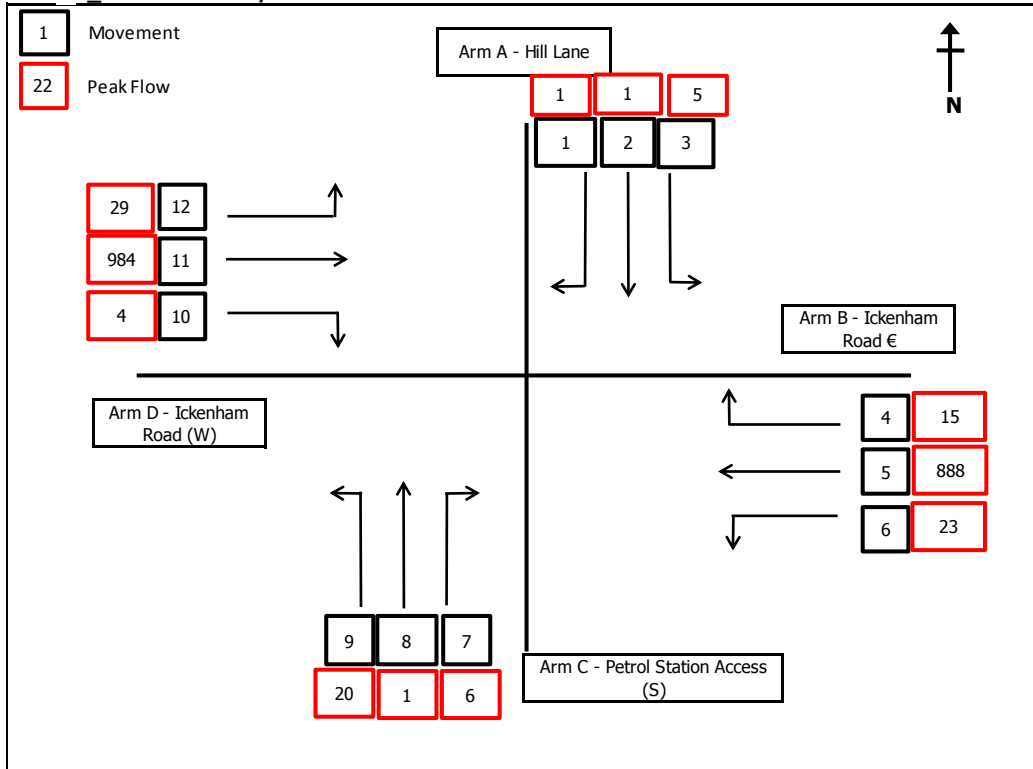 1 Movement
22 Peak Flow
Arm A - Hill Lane
N
1 1 5
1 2 3
29 12
984 11
4 10
Arm B - Ickenham
Road €
Arm D - Ickenham
Road (W)
4 15
5 888
6 23
9 8 7
20 1 6
Arm C - Petrol Station Access
(S)